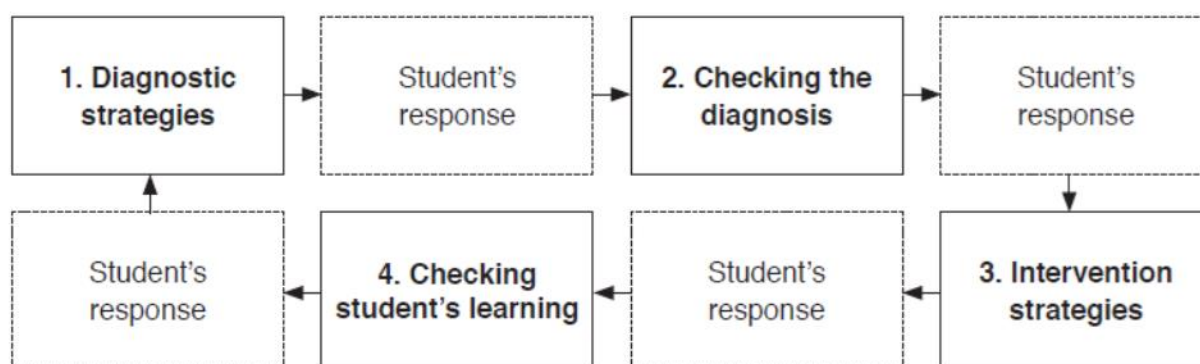 1. Diagnostic
strategies
Student’s
response
2. Checking the
diagnosis
Student’s
response
Student’s
response
4. Checking
student’s learning
Student’s
response
3. Intervention
strategies